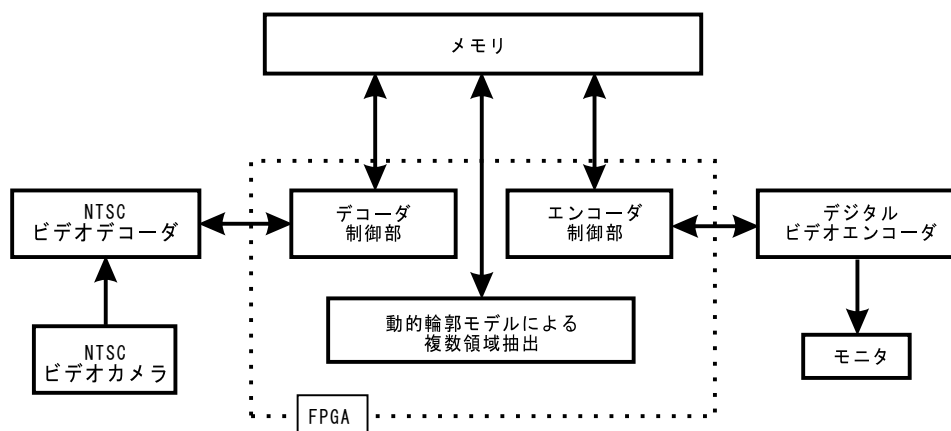 メモリ
NTSC
ビデオデコーダ
デコーダ
制御部
エンコーダ
制御部
デジタル
ビデオエンコーダ
動的輪郭モデルによる
複数領域抽出
NTSC
ビデオカメラ
モニタ
FPGA